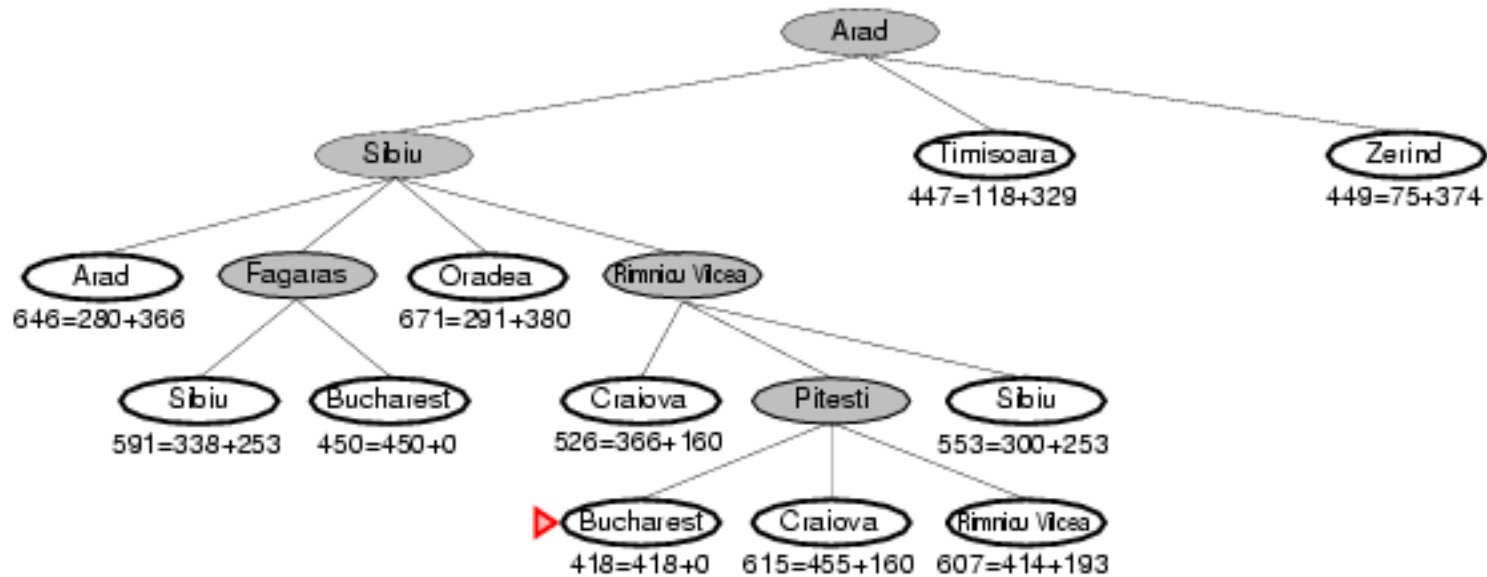 Arad
Sibiu
Timisoara
Zerind
447=118+329
449=75+374
Arad
Fagaras
Oradea
Rimnicu Vilcea
646=280+366
671=291+380
Sibiu
Bucharest
Craiova
Pitesti
Sibiu
591=338+253
450=450+0
526=366+160
553=300+253
Bucharest
Craiova
Rimnicu Vilcea
418=418+0
615=455+160
607=414+193